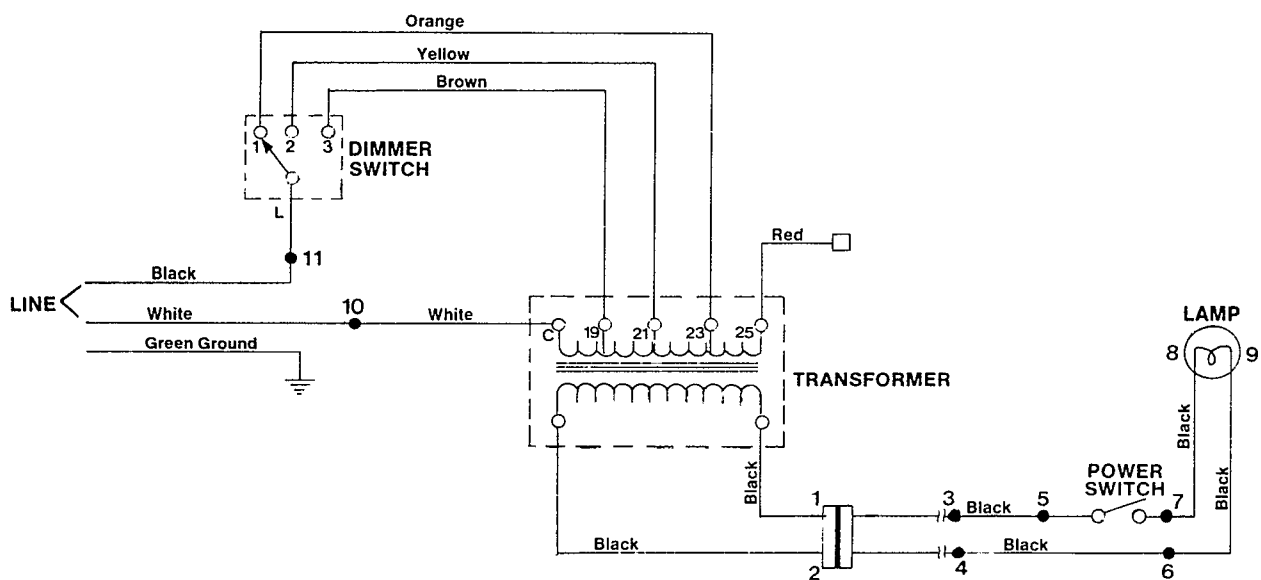 Orange
Yellow
Brown
1 2 3
DIMMER
SWITCH
L
11
Red
Black
LINE
White
10
White
Green Ground
C 19 21 23 25
TRANSFORMER
LAMP
8 9
Black
Black
Black
1
3
Black
5
POWER
SWITCH
7
Black
2
4
Black
6